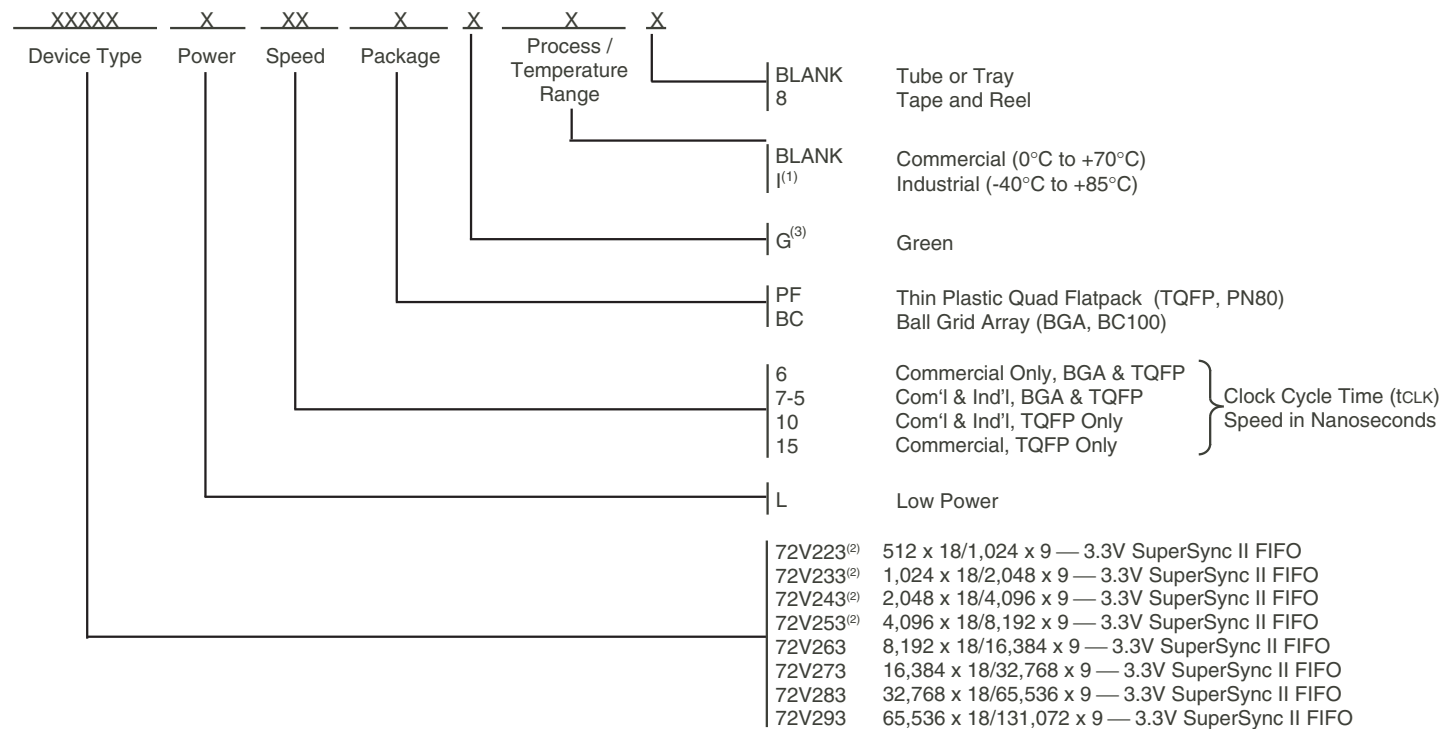 XXXXX X XX X X X X
Device Type Power Speed Package Process / Temperature Range
BLANK Tube or Tray
8 Tape and Reel
BLANK Commercial (0°C to +70°C)
I(1) Industrial (-40°C to +85°C)
G(3) Green
PF Thin Plastic Quad Flatpack (TQFP, PN80)
BC Ball Grid Array (BGA, BC100)
6 Commercial Only, BGA & TQFP
7-5 Com‘l & Ind’l, BGA & TQFP
10 Com‘l & Ind’l, TQFP Only
15 Commercial, TQFP Only
Clock Cycle Time (tCLK)
Speed in Nanoseconds
L Low Power
72V223(2) 512 x 18/1,024 x 9 — 3.3V SuperSync II FIFO
72V233(2) 1,024 x 18/2,048 x 9 — 3.3V SuperSync II FIFO
72V243(2) 2,048 x 18/4,096 x 9 — 3.3V SuperSync II FIFO
72V253(2) 4,096 x 18/8,192 x 9 — 3.3V SuperSync II FIFO
72V263 8,192 x 18/16,384 x 9 — 3.3V SuperSync II FIFO
72V273 16,384 x 18/32,768 x 9 — 3.3V SuperSync II FIFO
72V283 32,768 x 18/65,536 x 9 — 3.3V SuperSync II FIFO
72V293 65,536 x 18/131,072 x 9 — 3.3V SuperSync II FIFO